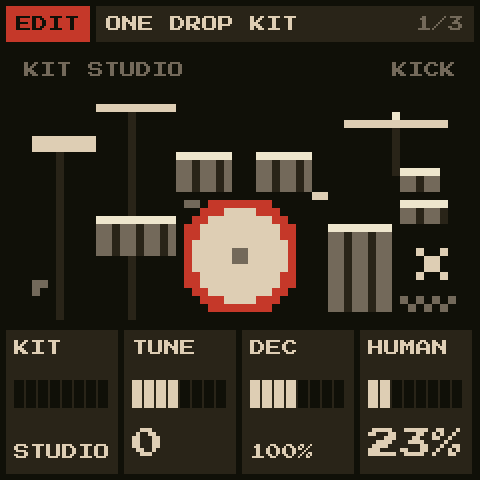 EDIT ONE DROP KIT 1/3
KIT STUDIO KICK
KIT TUNE DEC HUMAN
STUDIO 0 100% 23%